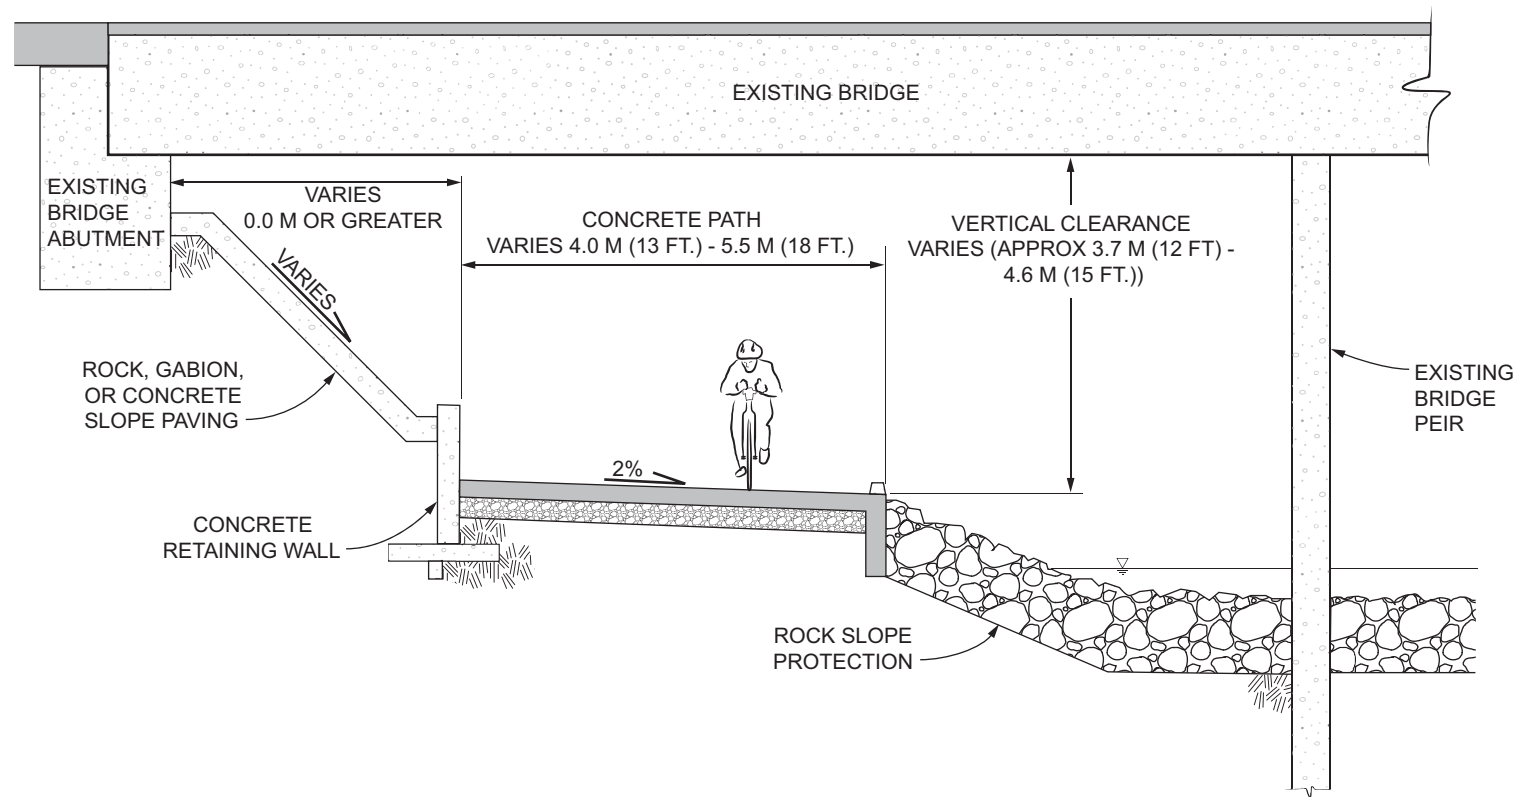 EXISTING BRIDGE
EXISTING
BRIDGE
ABUTMENT
VARIES
0.0 M OR GREATER
CONCRETE PATH
VARIES 4.0 M (13 FT.) - 5.5 M (18 FT.)
VERTICAL CLEARANCE
VARIES (APPROX 3.7 M (12 FT) -
4.6 M (15 FT.))
VARIES
ROCK, GABION,
OR CONCRETE
SLOPE PAVING
EXISTING
BRIDGE
PEIR
2%
CONCRETE
RETAINING WALL
ROCK SLOPE
PROTECTION